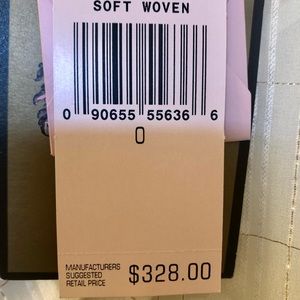 SOFT WOVEN
0 90655 55636 6
0
MANUFACTURERS
SUGGESTED
RETAIL PRICE
$328.00